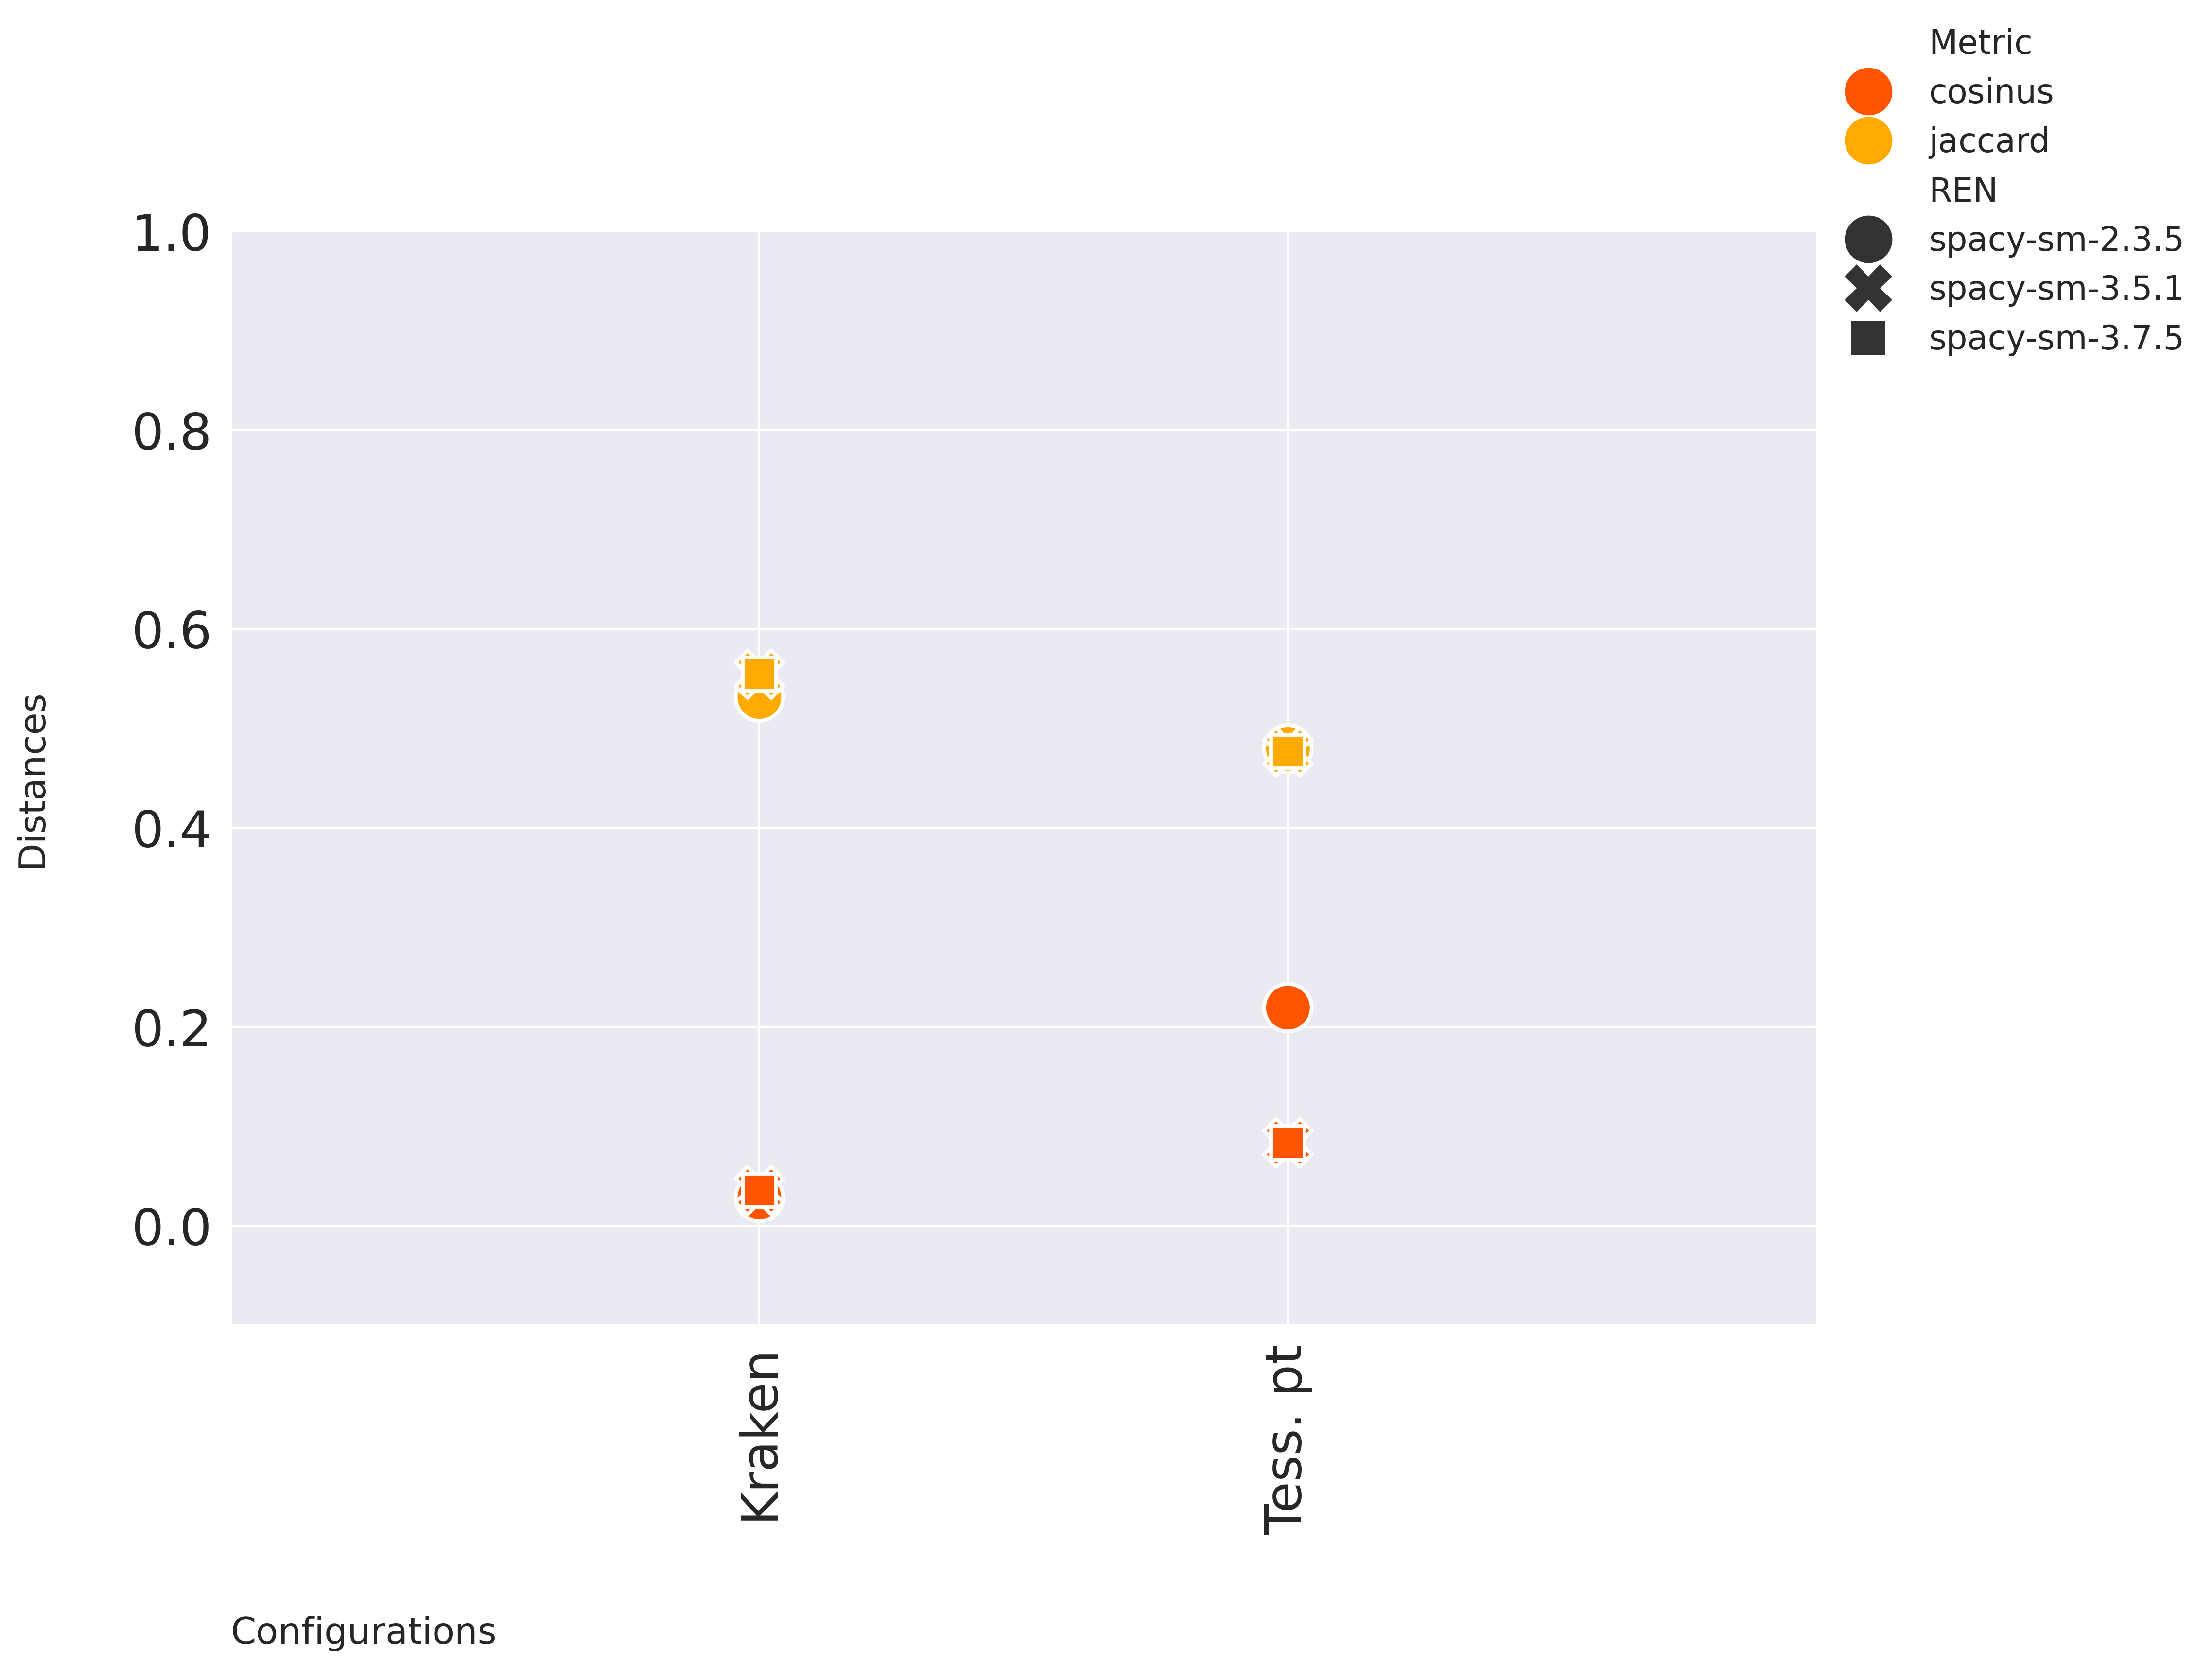 Metric
cosinus
jaccard
REN
spacy-sm-2.3.5
spacy-sm-3.5.1
spacy-sm-3.7.5
1.0
0.8
0.6
0.4
0.2
0.0
Distances
Kraken
Tess. pt
Configurations